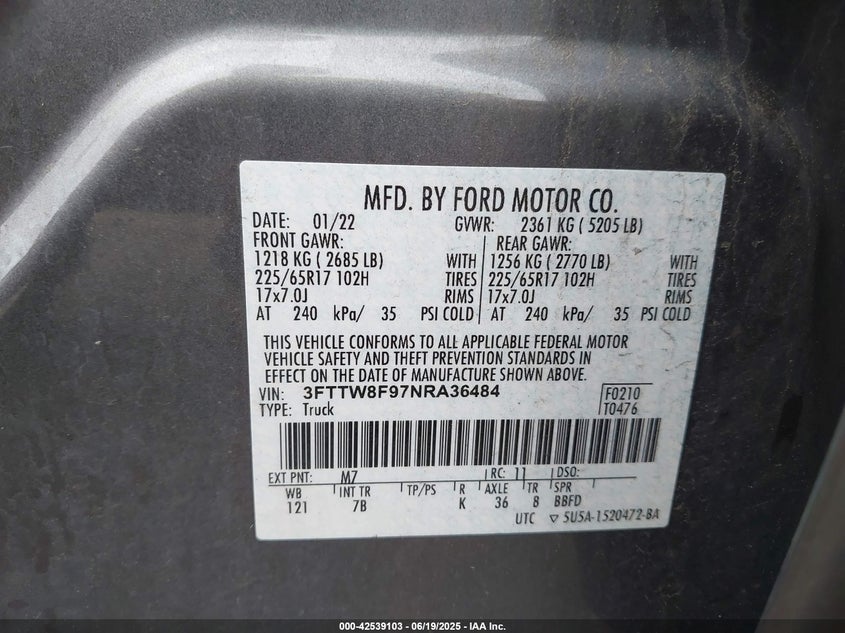 MFD. BY FORD MOTOR CO.
DATE: 01/22 GVWR: 2361 KG ( 5205 LB)
FRONT GAWR: REAR GAWR:
1218 KG ( 2685 LB) WITH 1256 KG ( 2770 LB) WITH
225/65R17 102H TIRES 225/65R17 102H TIRES
17x7.0J RIMS 17x7.0J RIMS
AT 240 kPa/ 35 PSI COLD AT 240 kPa/ 35 PSI COLD
THIS VEHICLE CONFORMS TO ALL APPLICABLE FEDERAL MOTOR
VEHICLE SAFETY AND THEFT PREVENTION STANDARDS IN
EFFECT ON THE DATE OF MANUFACTURE SHOWN ABOVE.
VIN: 3FTTW8F97NRA36484 F0210
TYPE: Truck T0476
EXT PNT: M7 RC: 11 DSO:
WB INT TR TP/PS R AXLE TR SPR
121 7B K 36 8 BBFD
UTC ▽ 5U5A-1520472-BA
000-42539103 - 06/19/2025 - IAA Inc.